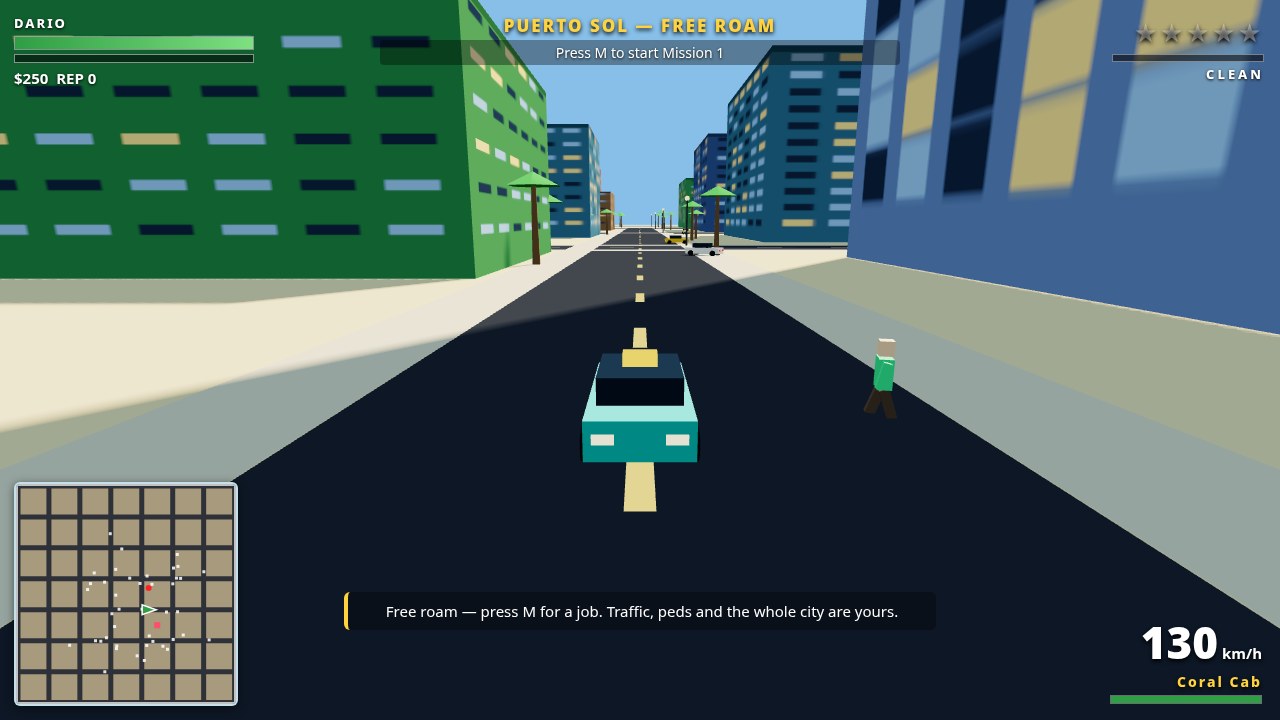 DARIO
$250 REP 0
PUERTO SOL — FREE ROAM
Press M to start Mission 1
CLEAN
Free roam — press M for a job. Traffic, peds and the whole city are yours.
130 km/h
Coral Cab